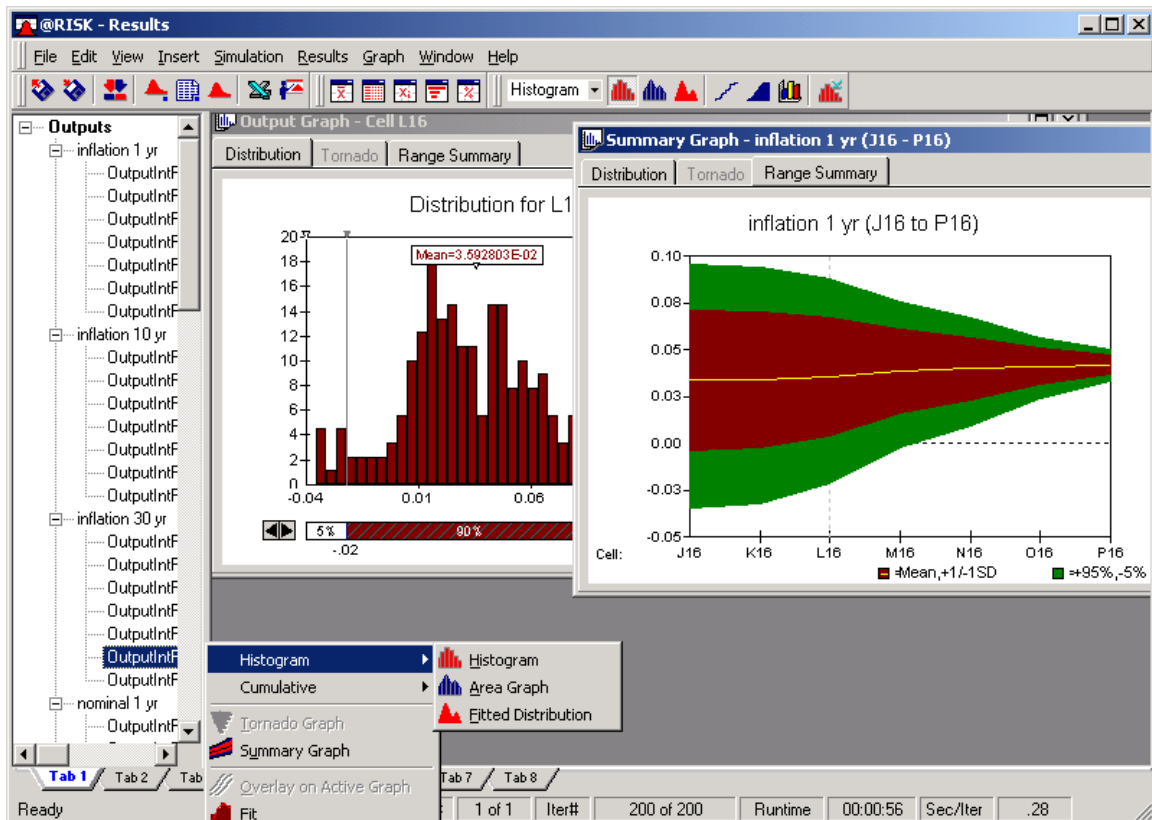 @RISK - Results
File Edit View Insert Simulation Results Graph Window Help
Histogram
Outputs
inflation 1 yr
OutputIntF
OutputIntF
OutputIntF
OutputIntF
OutputIntF
OutputIntF
OutputIntF
inflation 10 yr
OutputIntF
OutputIntF
OutputIntF
OutputIntF
OutputIntF
OutputIntF
OutputIntF
inflation 30 yr
OutputIntF
OutputIntF
OutputIntF
OutputIntF
OutputIntF
OutputIntF
OutputIntF
nominal 1 yr
OutputIntF
Output Graph - Cell L16
Distribution Tornado Range Summary
Distribution for L1
Mean=3.592803E-02
20
18
16
14
12
10
8
6
4
2
0
-0.04 0.01 0.06
5% 90%
-.02
Summary Graph - inflation 1 yr (J16 - P16)
Distribution Tornado Range Summary
inflation 1 yr (J16 to P16)
0.10
0.08
0.05
0.03
0.00
-0.03
-0.05
Cell: J16 K16 L16 M16 N16 O16 P16
=Mean,+1/-1SD =+95%,-5%
Histogram
Cumulative
Tornado Graph
Summary Graph
Overlay on Active Graph
Fit
Histogram
Area Graph
Fitted Distribution
Tab 1 Tab 2 Tab Tab 7 Tab 8
Ready 1 of 1 Iter# 200 of 200 Runtime 00:00:56 Sec/Iter .28